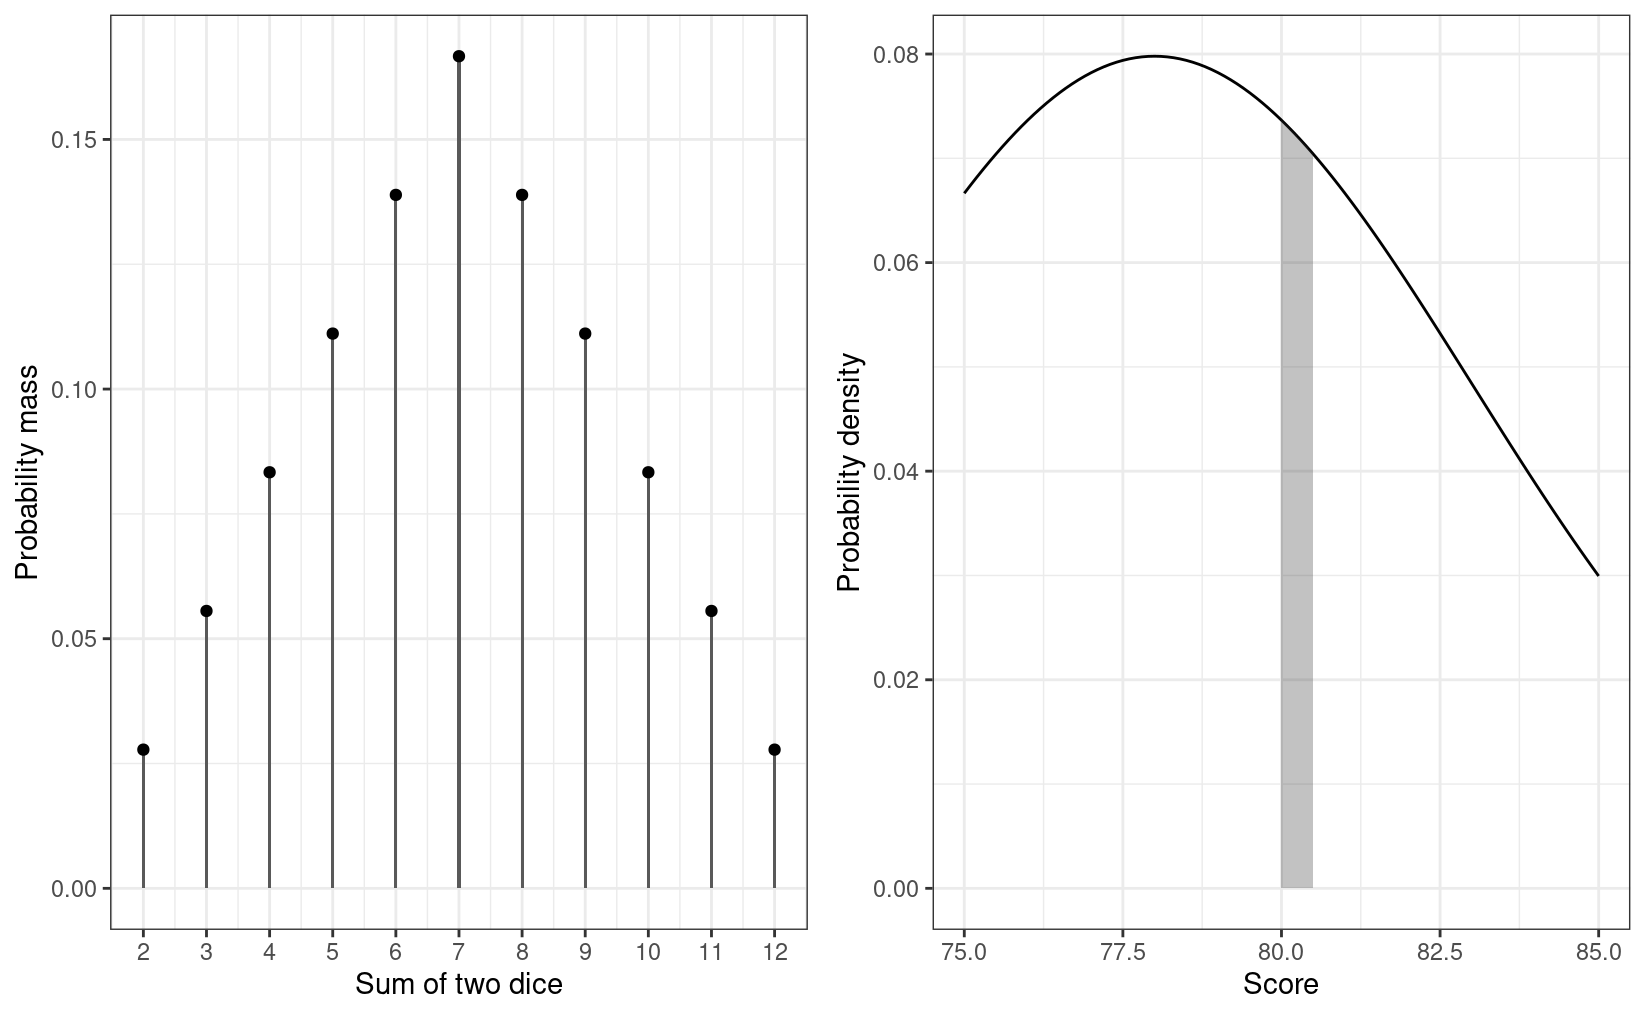 Probability mass
0.15
0.10
0.05
0.00
2 3 4 5 6 7 8 9 10 11 12
Sum of two dice
Probability density
0.08
0.06
0.04
0.02
0.00
75.0 77.5 80.0 82.5 85.0
Score